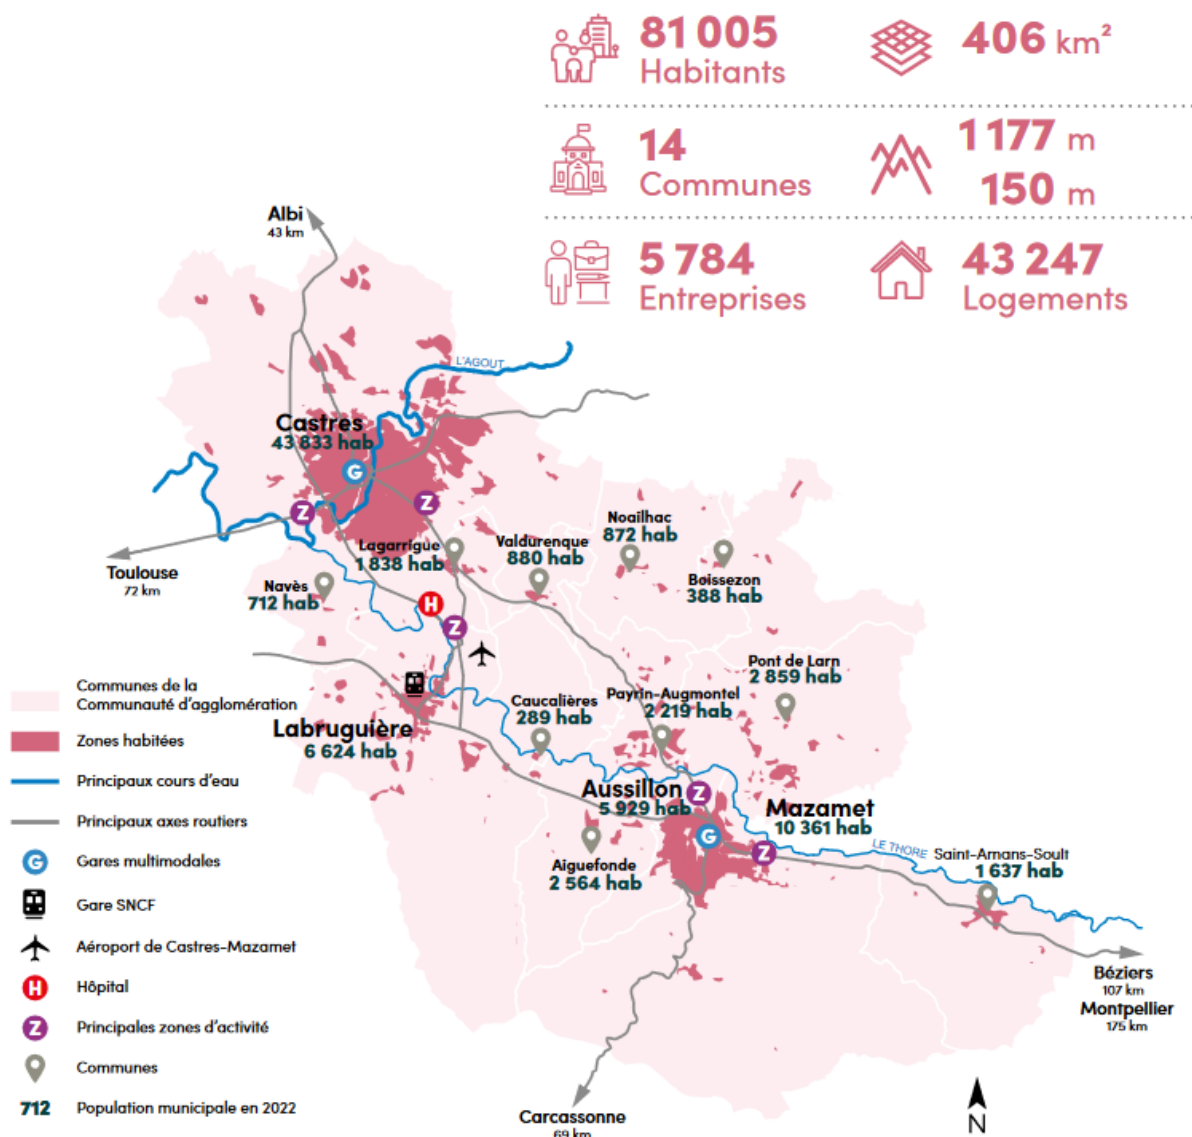 81 005
Habitants
406 km²
14
Communes
1 177 m
150 m
5 784
Entreprises
43 247
Logements
Albi
43 km
L'AGOUT
Castres
43 833 hab
G
Z
Z
Toulouse
72 km
Lagarrigue
1 838 hab
Valdurenque
880 hab
Noailhac
872 hab
Boissezon
388 hab
Navès
712 hab
H
Z
Pont de Larn
2 859 hab
Caucalières
289 hab
Payrin-Augmontel
2 219 hab
Labruguière
6 624 hab
Aussillon
5 929 hab
Z
Mazamet
10 361 hab
G
Z
LE THORE
Saint-Amans-Soult
1 637 hab
Aiguefonde
2 564 hab
Béziers
107 km
Montpellier
175 km
Carcassonne
69 km
N
Communes de la
Communauté d'agglomération
Zones habitées
Principaux cours d'eau
Principaux axes routiers
G Gares multimodales
Gare SNCF
Aéroport de Castres-Mazamet
H Hôpital
Z Principales zones d'activité
Communes
712 Population municipale en 2022